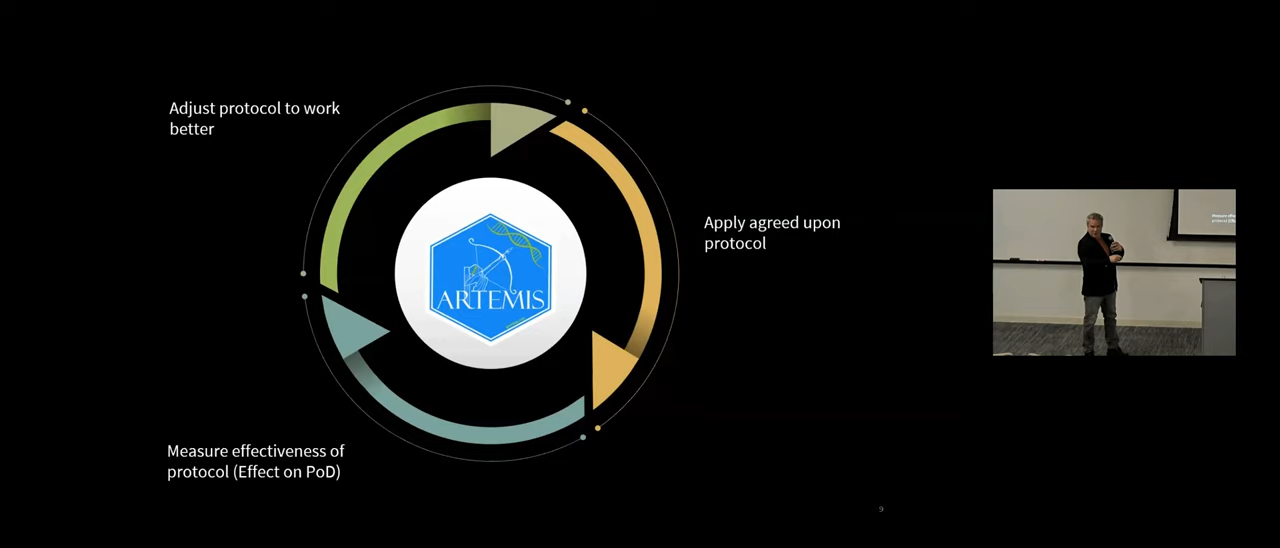 Adjust protocol to work
better
Apply agreed upon
protocol
ARTEMIS
Measure effectiveness of
protocol (Effect on PoD)
9